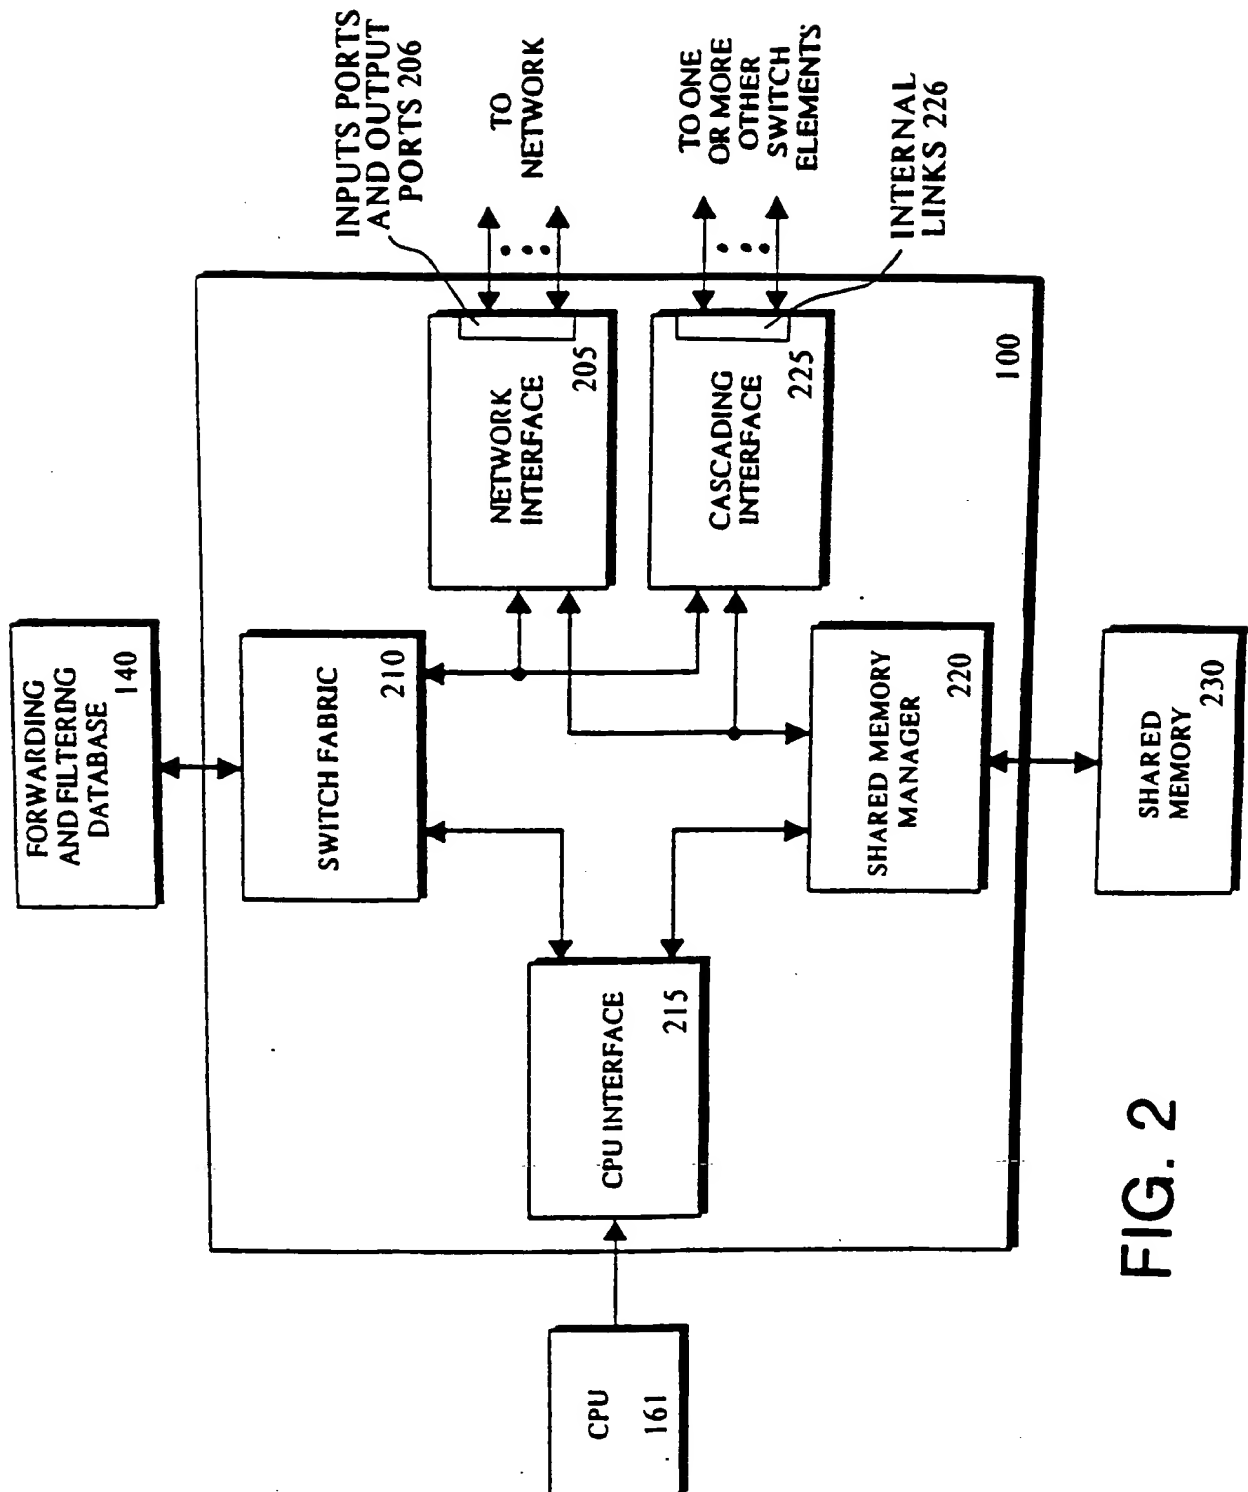 FORWARDING
AND FILTERING
DATABASE
140
INPUTS PORTS
AND OUTPUT
PORTS 206
TO
NETWORK
TO ONE
OR MORE
OTHER
SWITCH
ELEMENTS
INTERNAL
LINKS 226
SWITCH FABRIC
210
NETWORK
INTERFACE
205
CASCADING
INTERFACE
225
100
CPU INTERFACE
215
CPU
161
SHARED MEMORY
MANAGER
220
SHARED
MEMORY
230
FIG. 2